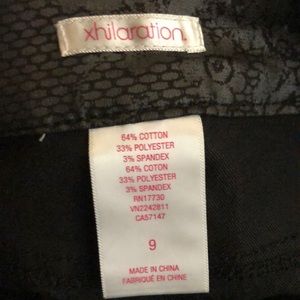 xhilaration.
64% COTTON
33% POLYESTER
3% SPANDEX
64% COTON
33% POLYESTER
3% SPANDEX
RN17730
VN2242811
CA57147
9
MADE IN CHINA
FABRIQUÉ EN CHINE